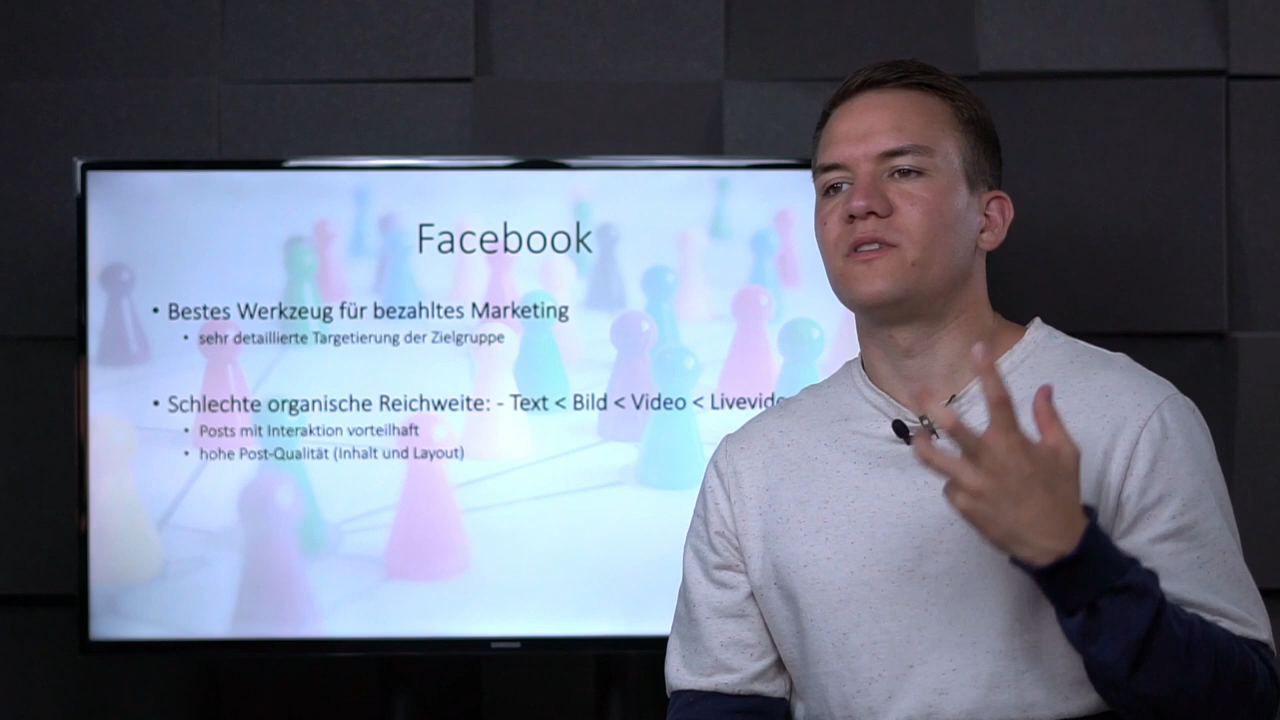 Facebook
• Bestes Werkzeug für bezahltes Marketing
• sehr detaillierte Targetierung der Zielgruppe
• Schlechte organische Reichweite: - Text < Bild < Video <
• Posts mit Interaktion vorteilhaft
• hohe Post-Qualität (Inhalt und Layout)